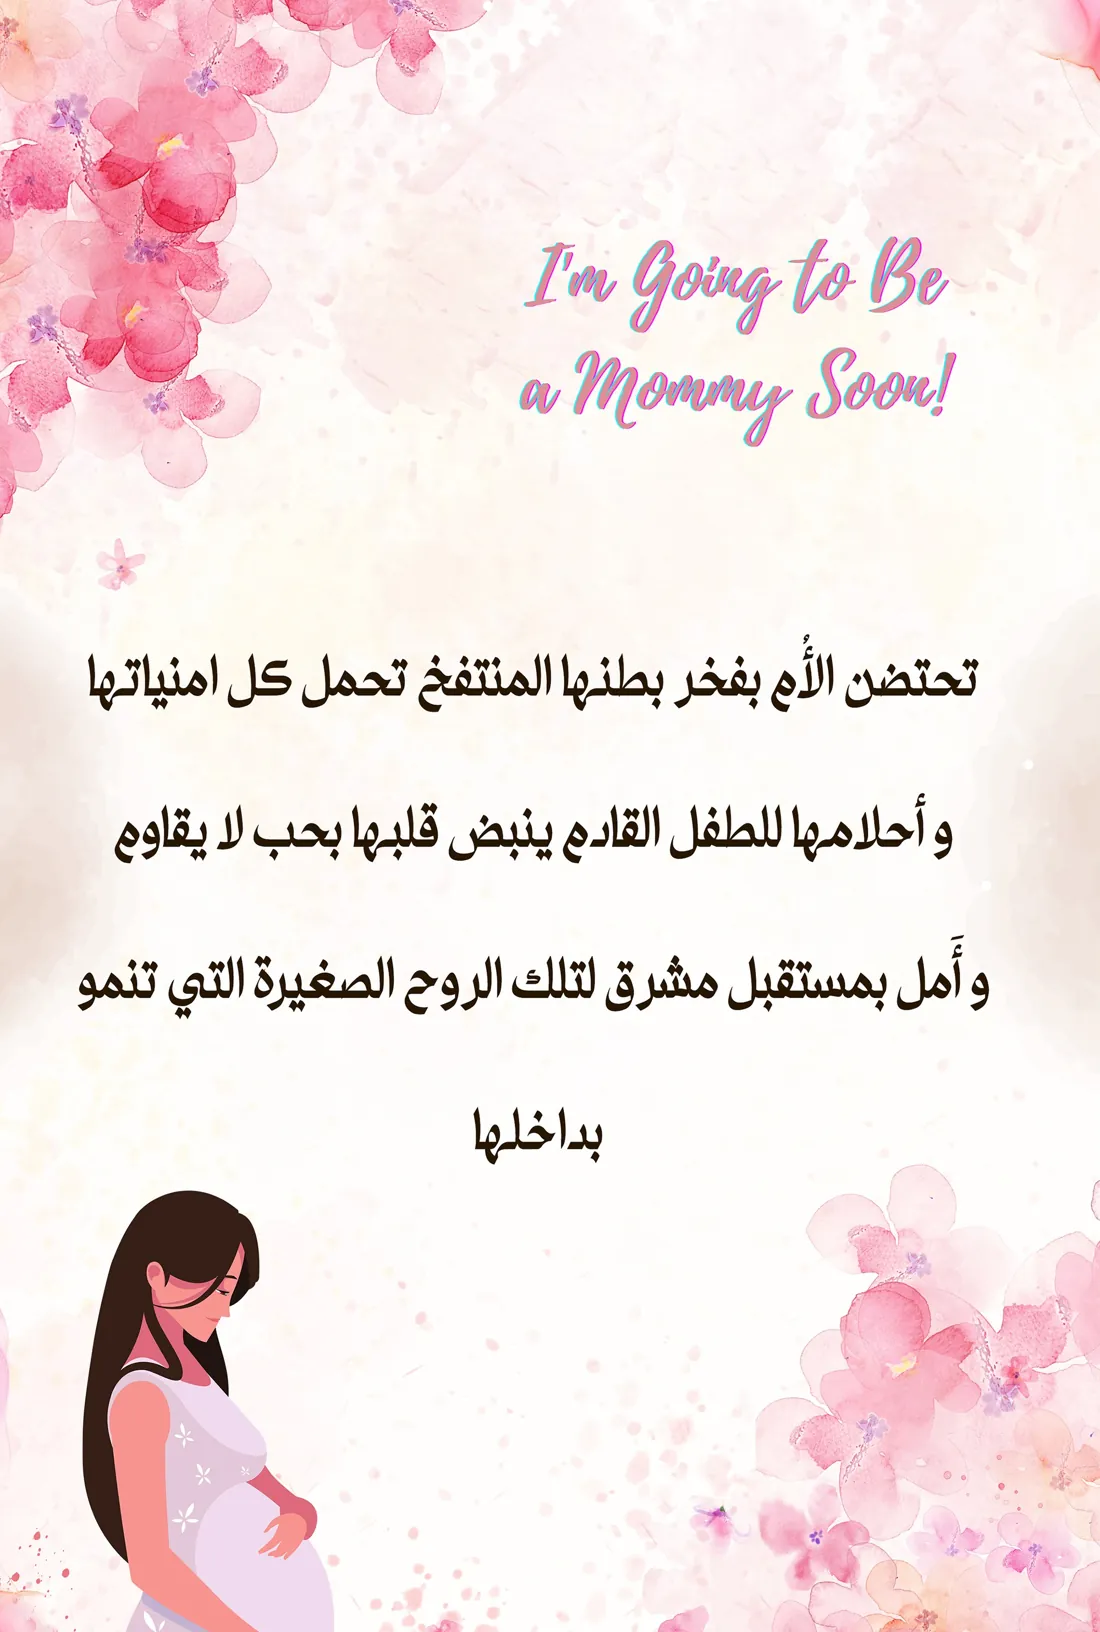 I'm Going to Be
a Mommy Soon!
تحتضن الأُم بفخر بطنها المنتفخ تحمل كل امنياتها
و أحلامها للطفل القادم ينبض قلبها بحب لا يقاوم
و أَمل بمستقبل مشرق لتلك الروح الصغيرة التي تنمو
بداخلها